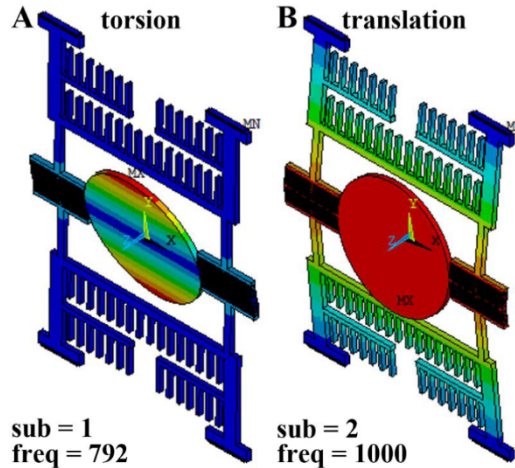 A torsion
B translation
MN
M
MX
Y
Z X
Y
Z X
MX
sub = 1
freq = 792
sub = 2
freq = 1000